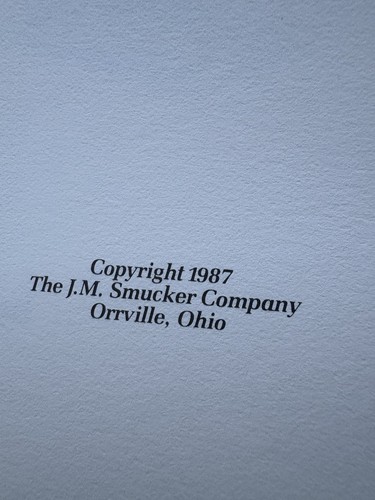 Copyright 1987
The J.M. Smucker Company
Orrville, Ohio